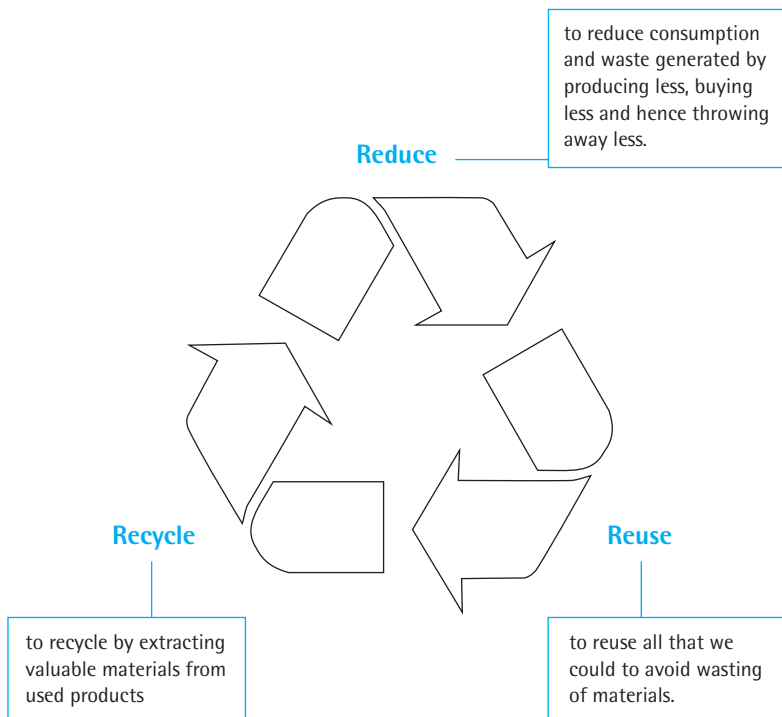 to reduce consumption
and waste generated by
producing less, buying
less and hence throwing
away less.
Reduce
Recycle
Reuse
to recycle by extracting
valuable materials from
used products
to reuse all that we
could to avoid wasting
of materials.